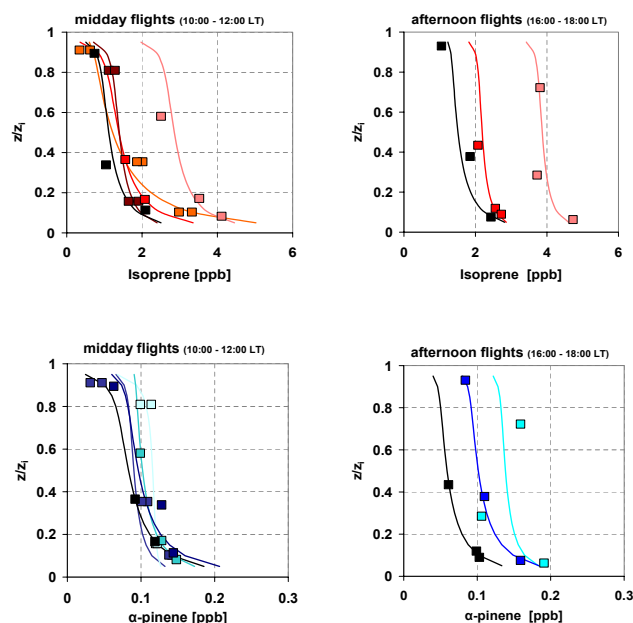 midday flights (10:00 - 12:00 LT)
1
0.8
0.6
0.4
0.2
0
z/zi
0 2 4 6
Isoprene [ppb]
afternoon flights (16:00 - 18:00 LT)
1
0.8
0.6
0.4
0.2
0
z/zi
0 2 4 6
Isoprene [ppb]
midday flights (10:00 - 12:00 LT)
1
0.8
0.6
0.4
0.2
0
z/zi
0 0.1 0.2 0.3
α-pinene [ppb]
afternoon flights (16:00 - 18:00 LT)
1
0.8
0.6
0.4
0.2
0
z/zi
0 0.1 0.2 0.3
α-pinene [ppb]